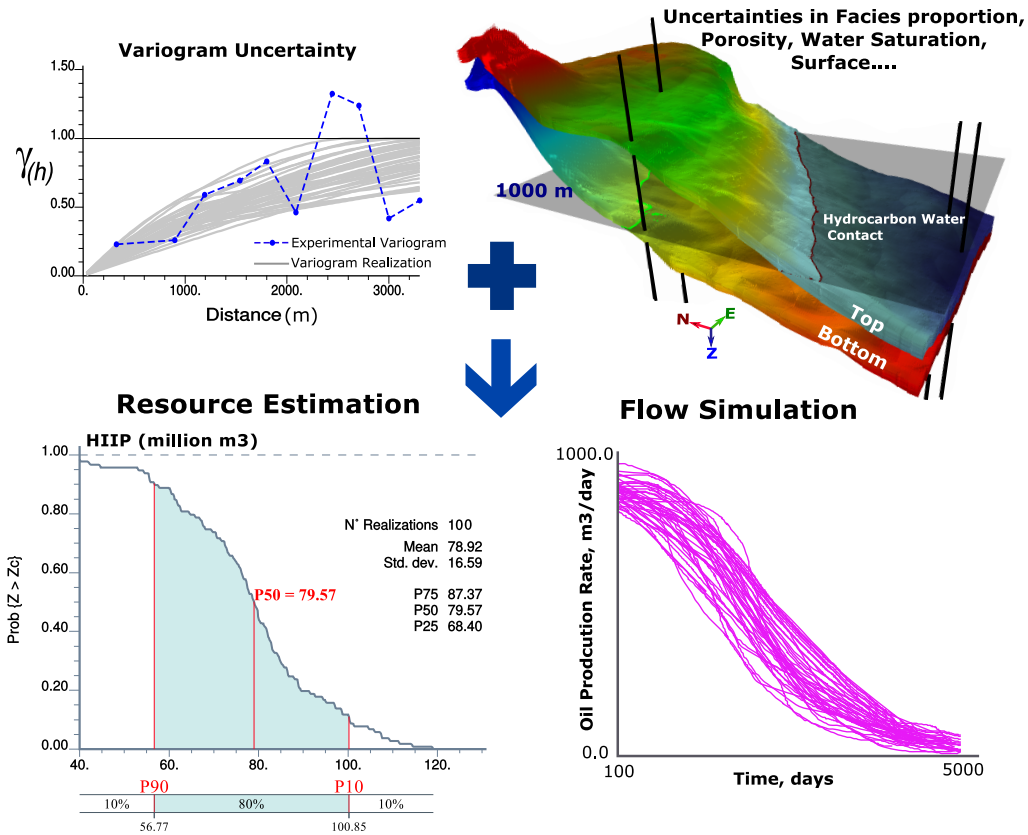 Variogram Uncertainty
1.50
1.00
0.50
0.00
γ(h)
Experimental Variogram
Variogram Realization
0.
1000.
2000.
3000.
Distance (m)
Uncertainties in Facies proportion,
Porosity, Water Saturation,
Surface....
1000 m
Hydrocarbon Water
Contact
Top
Bottom
N
E
Z
Resource Estimation
HIIP (million m3)
1.00
0.80
0.60
0.40
0.20
0.00
Prob {Z > Zc}
N° Realizations 100
Mean 78.92
Std. dev. 16.59
P75 87.37
P50 79.57
P25 68.40
P50 = 79.57
40.
60.
80.
100.
120.
P90
P10
10%
80%
10%
56.77
100.85
Flow Simulation
1000.0
0.0
Oil Prodcution Rate, m3/day
100
5000
Time, days